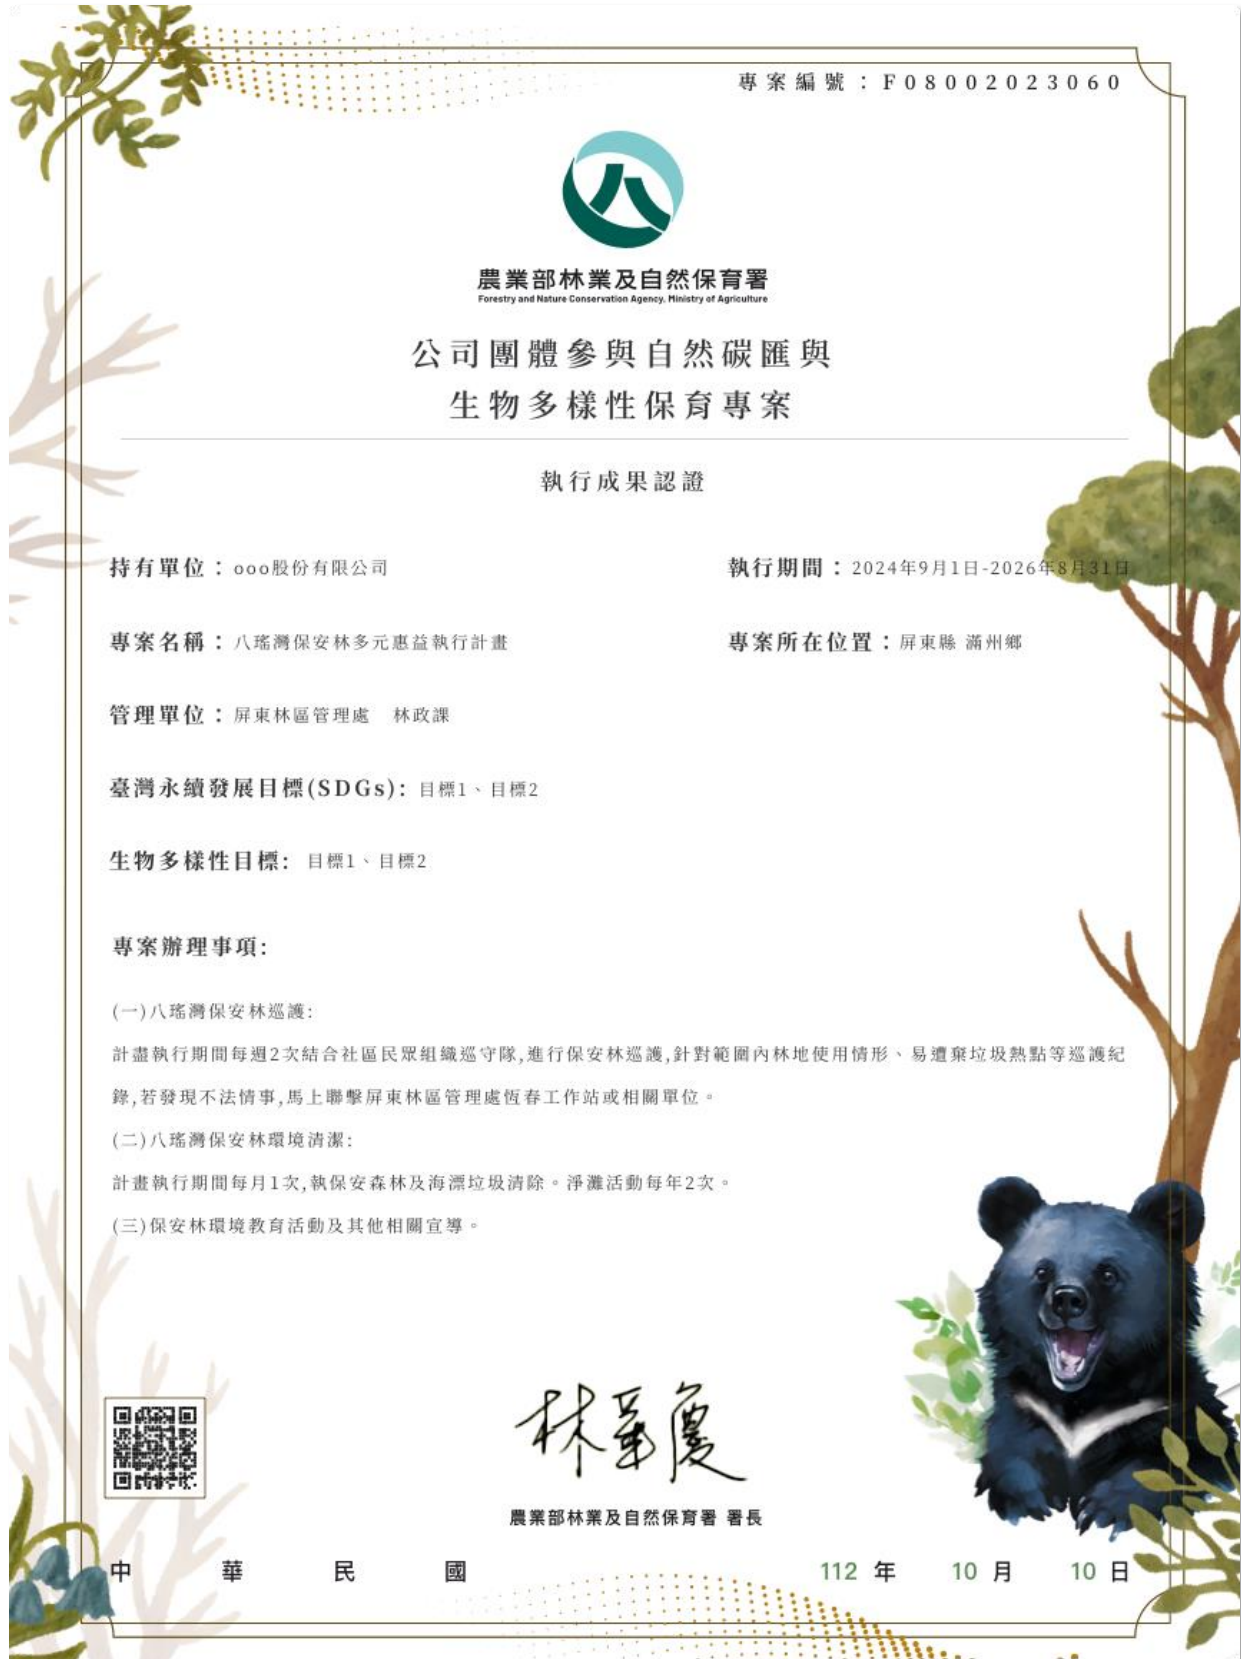 專案編號：F08002023060
農業部林業及自然保育署
Forestry and Nature Conservation Agency, Ministry of Agriculture
公司團體參與自然碳匯與
生物多樣性保育專案
執行成果認證
持有單位：ooo股份有限公司
執行期間：2024年9月1日-2026年8月31日
專案名稱：八瑤灣保安林多元惠益執行計畫
專案所在位置：屏東縣 滿州鄉
管理單位：屏東林區管理處　林政課
臺灣永續發展目標(SDGs): 目標1、目標2
生物多樣性目標: 目標1、目標2
專案辦理事項:
(一)八瑤灣保安林巡護:
計畫執行期間每週2次結合社區民眾組織巡守隊,進行保安林巡護,針對範圍內林地使用情形、易遭棄垃圾熱點等巡護紀
錄,若發現不法情事,馬上聯擊屏東林區管理處恆春工作站或相關單位。
(二)八瑤灣保安林環境清潔:
計畫執行期間每月1次,執保安森林及海漂垃圾清除。淨灘活動每年2次。
(三)保安林環境教育活動及其他相關宣導。
林華慶
農業部林業及自然保育署 署長
中華民國 112 年 10 月 10 日